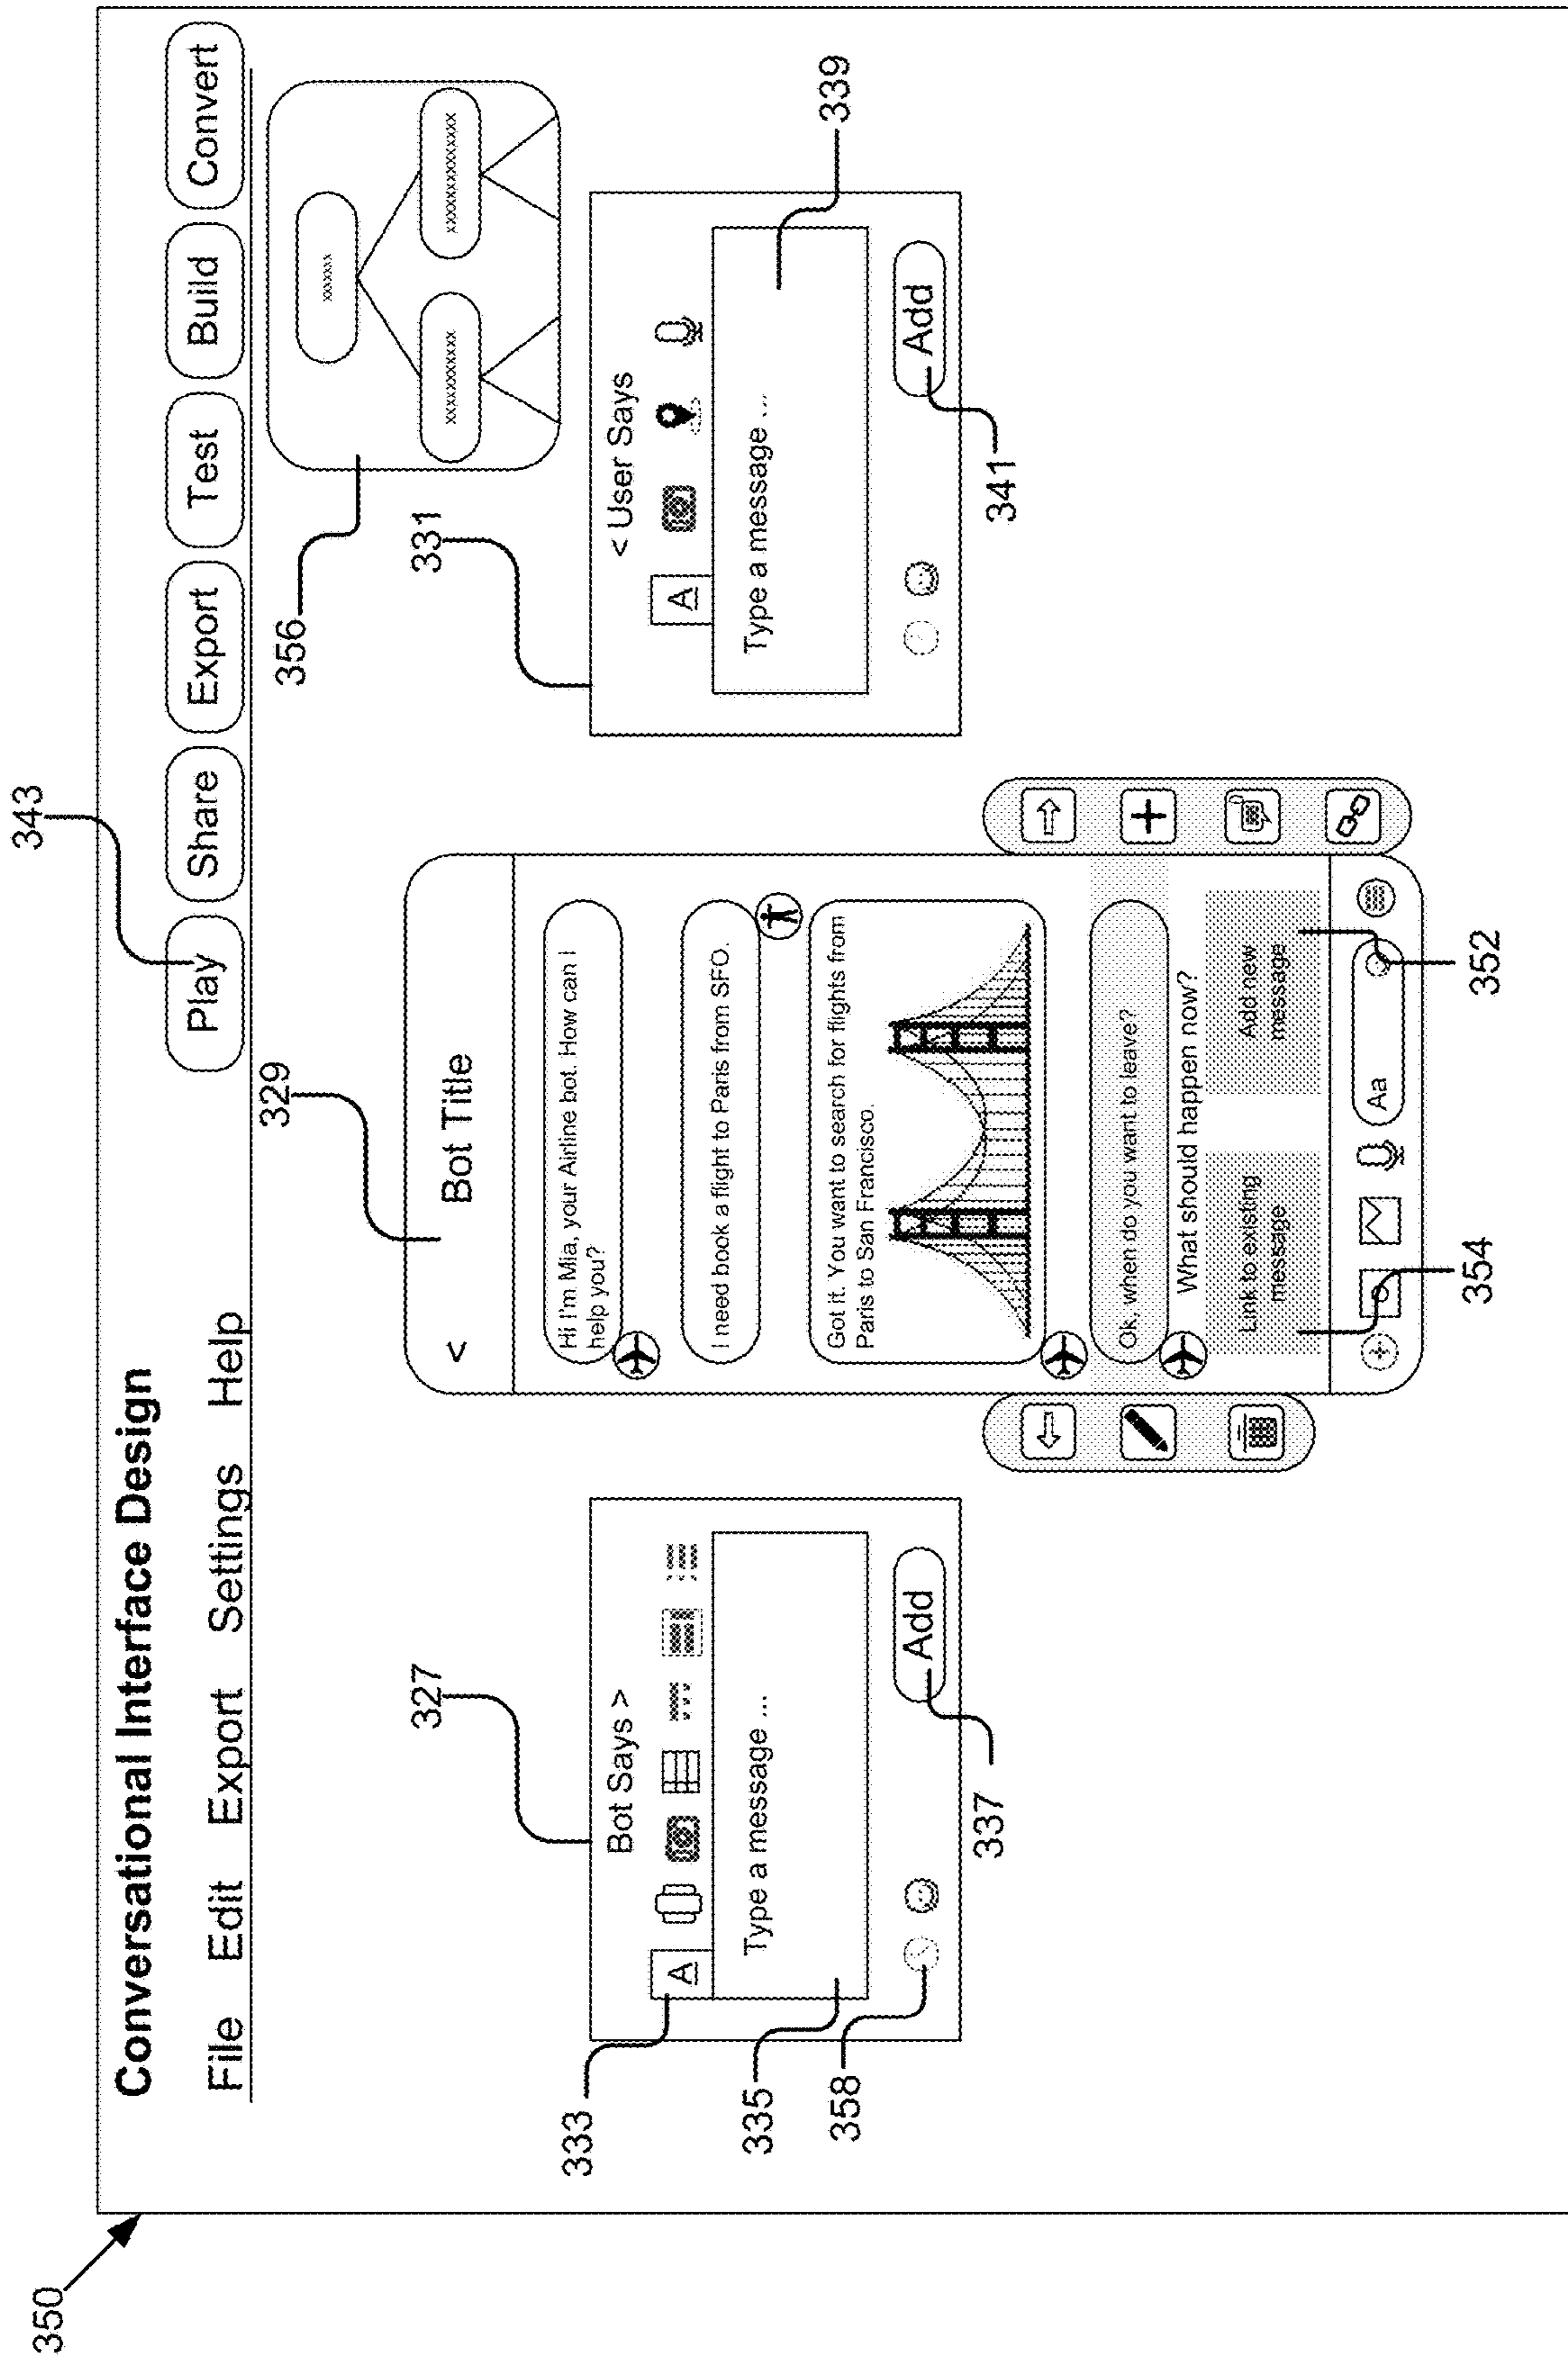 350
343
Conversational Interface Design
File Edit Export Settings Help
Play Share Export Test Build Convert
329
356
xxxxxxx
xxxxxxxxxxx
xxxxxxxxxxxxxx
327
331
< Bot Title
Hi I'm Mia, your Airline bot. How can I
help you?
I need book a flight to Paris from SFO.
Got it. You want to search for flights from
Paris to San Francisco.
Ok, when do you want to leave?
What should happen now?
Link to existing
message
Add new
message
Aa
354
352
333
Bot Says >
A
335
Type a message ...
358
Add
337
< User Says
A
339
Type a message ...
Add
341